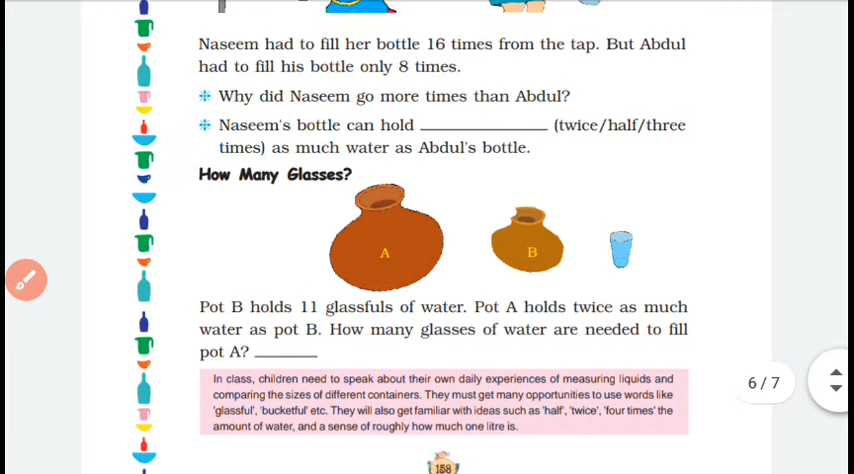 Naseem had to fill her bottle 16 times from the tap. But Abdul
had to fill his bottle only 8 times.
Why did Naseem go more times than Abdul?
Naseem's bottle can hold ____________ (twice/half/three
times) as much water as Abdul's bottle.
How Many Glasses?
A
B
Pot B holds 11 glassfuls of water. Pot A holds twice as much
water as pot B. How many glasses of water are needed to fill
pot A? ______
In class, children need to speak about their own daily experiences of measuring liquids and
comparing the sizes of different containers. They must get many opportunities to use words like
'glassful', 'bucketful' etc. They will also get familiar with ideas such as 'half', 'twice', 'four times' the
amount of water, and a sense of roughly how much one litre is.
6 / 7
158